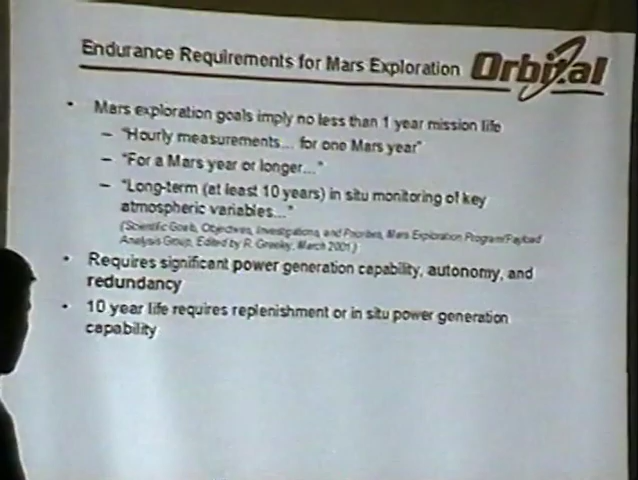 Endurance Requirements for Mars Exploration Orbital
• Mars exploration goals imply no less than 1 year mission life
– "Hourly measurements... for one Mars year"
– "For a Mars year or longer..."
– "Long-term (at least 10 years) in situ monitoring of key
atmospheric variables..."
(Scientific Goals, Objectives, Investigations, and Priorities, Mars Exploration Program/Payload
Analysis Group, Edited by R. Greeley, March 2001)
• Requires significant power generation capability, autonomy, and
redundancy
• 10 year life requires replenishment or in situ power generation
capability